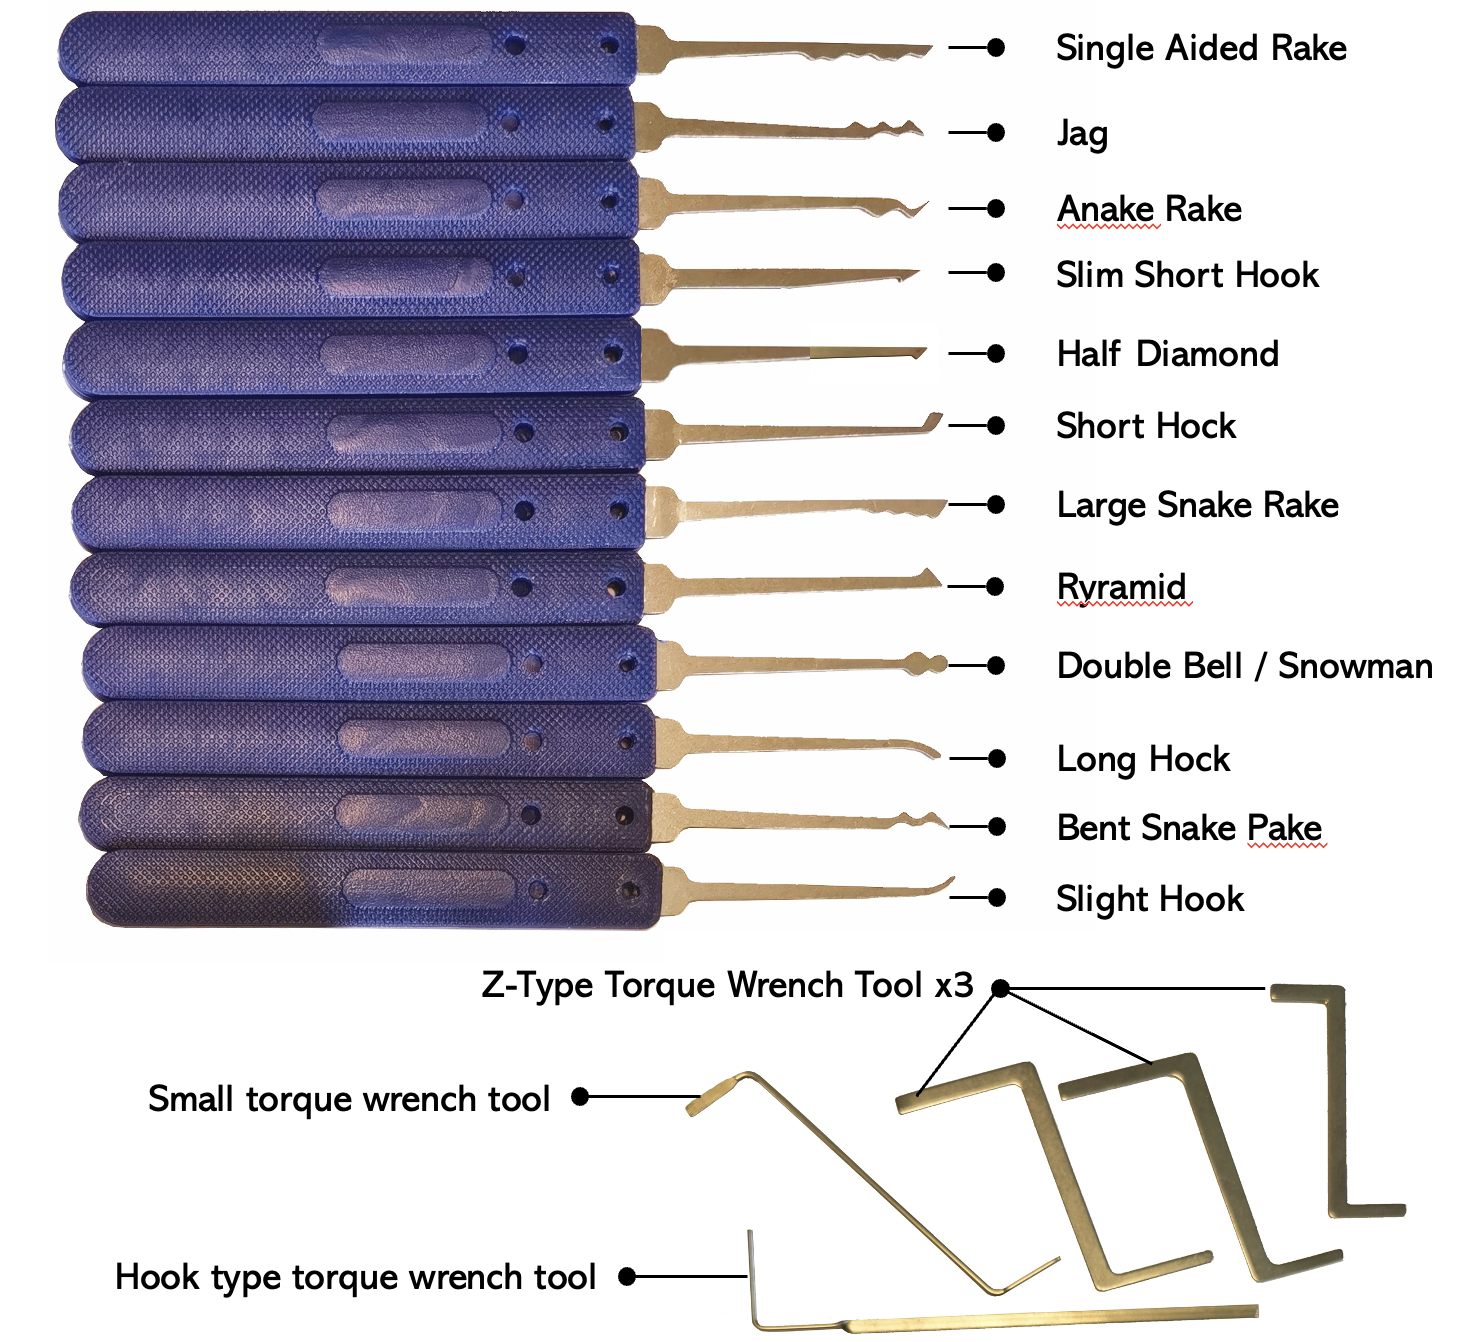 Single Aided Rake
Jag
Anake Rake
Slim Short Hook
Half Diamond
Short Hock
Large Snake Rake
Ryramid
Double Bell / Snowman
Long Hock
Bent Snake Pake
Slight Hook
Z-Type Torque Wrench Tool x3
Small torque wrench tool
Hook type torque wrench tool